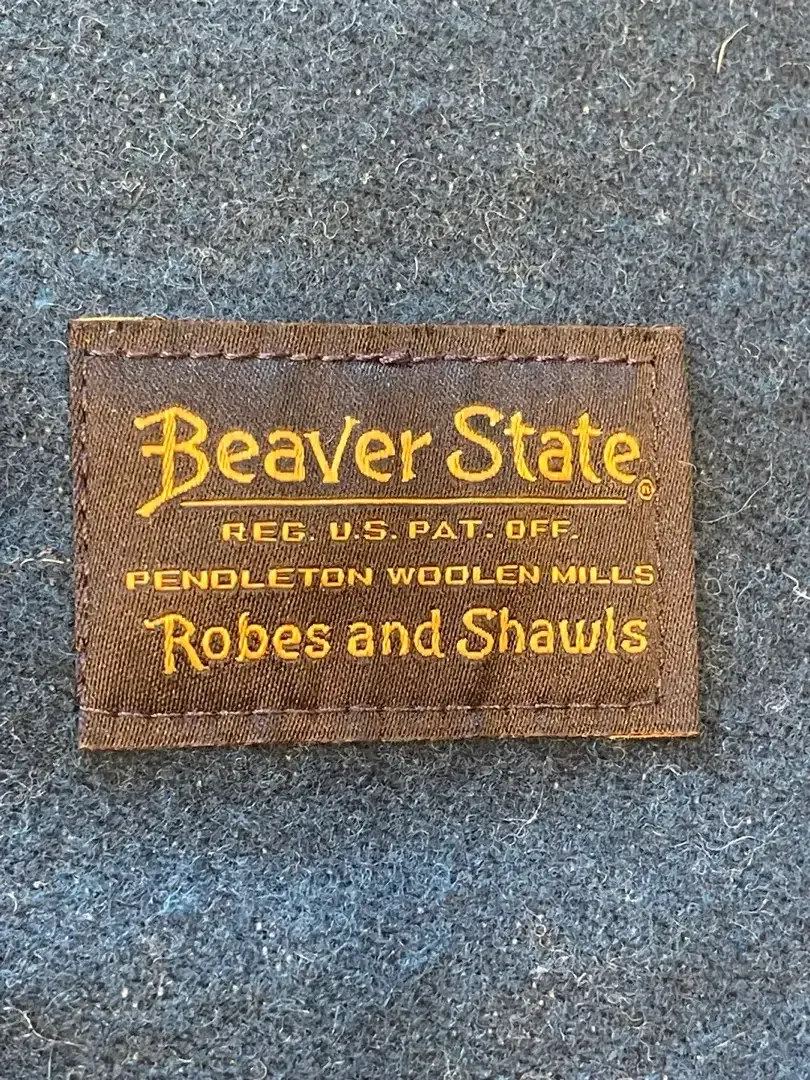 Beaver State®
REG. U.S. PAT. OFF.
PENDLETON WOOLEN MILLS
Robes and Shawls